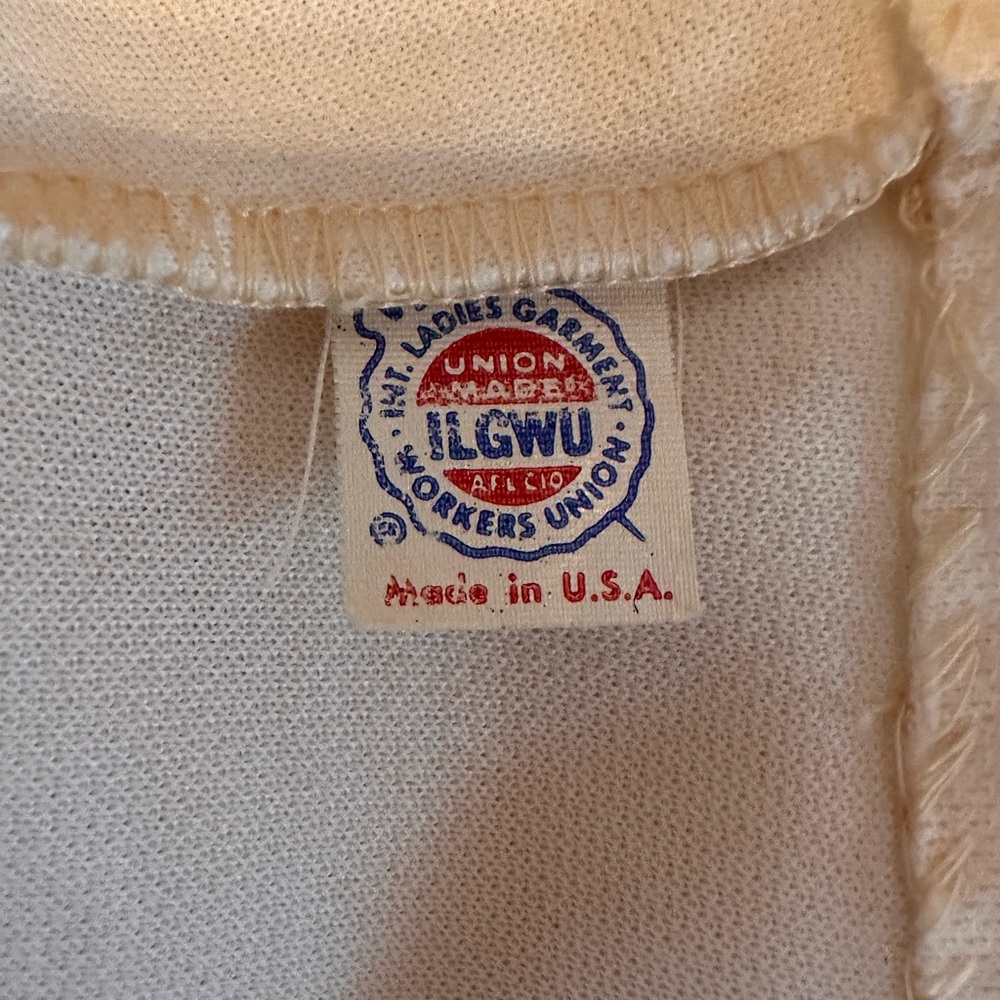 INT. LADIES GARMENT
UNION
MADE
ILGWU
AFL CIO
· WORKERS UNION ·
®
Made in U.S.A.